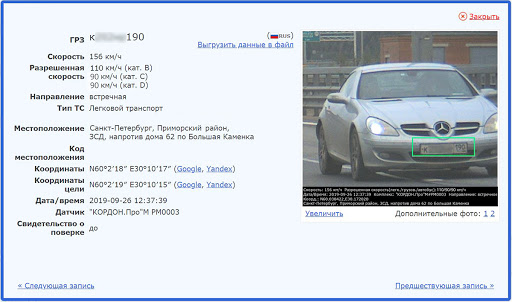 Закрыть
ГРЗ к 190 (RUS)
Выгрузить данные в файл
Скорость 156 км/ч
Разрешенная 110 км/ч (кат. B)
скорость 90 км/ч (кат. C)
90 км/ч (кат. D)
Направление встречная
Тип ТС Легковой транспорт
Местоположение Санкт-Петербург, Приморский район,
ЗСД, напротив дома 62 по Большая Каменка
Код
местоположения
Координаты N60°2'18" E30°10'17" (Google, Yandex)
Координаты N60°2'19" E30°10'15" (Google, Yandex)
цели
Дата/время 2019-09-26 12:37:39
Датчик "КОРДОН.Про"М PM0003
Свидетельство о до
поверке
190
Скорость: 156 км/ч Разрешенная скорость(легк./грузов./автобус): 110/90/90 км/ч
Дата/Время: 2019-09-26 12:37:39 Комплекс: "КОРДОН.Про"М PM0003 Направление: встречная
Коорд.: N60.038422,E30.172020
Санкт-Петербург, Приморский район, ЗСД, напротив дома 62 по Большая Каменка
Увеличить Дополнительные фото: 1 2
« Следующая запись Предшествующая запись »